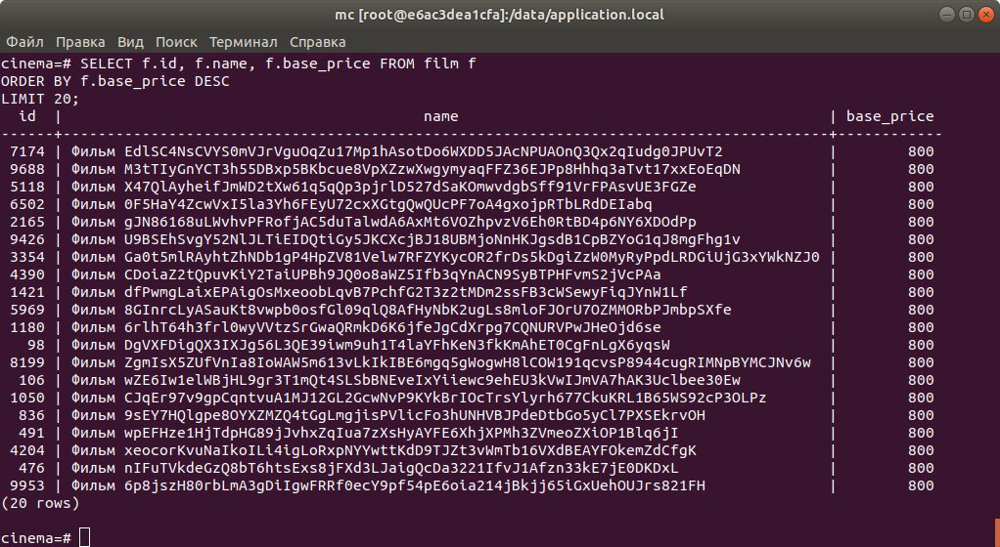 mc [root@e6ac3dea1cfa]:/data/application.local
Файл Правка Вид Поиск Терминал Справка
cinema=# SELECT f.id, f.name, f.base_price FROM film f
ORDER BY f.base_price DESC
LIMIT 20;
id | name | base_price
------+--------------------------------------------------------------------------------------+------------
7174 | Фильм EdlSC4NsCVYS0mVJrVguOqZu17Mp1hAsotDo6WXDD5JAcNPUAOnQ3Qx2qIudg0JPUvT2 | 800
9688 | Фильм M3tTIyGnYCT3h55DBxp5BKbcue8VpXZzwXwgymyaqFFZ36EJPp8Hhhq3aTvt17xxEoEqDN | 800
5118 | Фильм X47QlAyheifJmWD2tXw61q5qQp3pjrlD527dSaKOmwvdgbSff91VrFPAsvUE3FGZe | 800
6502 | Фильм 0F5HaY4ZcwVxI5la3Yh6FEyU72cxXGtgQwQUcPF7oA4gxojpRTbLRdDEIabq | 800
2165 | Фильм gJN86168uLWvhvPFRofjAC5duTalwdA6AxMt6VOZhpvzV6Eh0RtBD4p6NY6XDOdPp | 800
9426 | Фильм U9BSEhSvgY52NlJLTiEIDQtiGy5JKCXcjBJ18UBMjoNnHKJgsdB1CpBZYoG1qJ8mgFhg1v | 800
3354 | Фильм Ga0t5mlRAyhtZhNDb1gP4HpZV81Velw7RFZYKycOR2frDs5kDgiZzW0MyRyPpdLRDGiUjG3xYWkNZJ0 | 800
4390 | Фильм CDoiaZ2tQpuvKiY2TaiUPBh9JQ0o8aWZ5Ifb3qYnACN9SyBTPHFvmS2jVcPAa | 800
1421 | Фильм dfPwmgLaixEPAigOsMxeoobLqvB7PchfG2T3z2tMDm2ssFB3cWSewyFiqJYnW1Lf | 800
5969 | Фильм 8GInrcLyASauKt8vwpb0osfGl09qlQ8AfHyNbK2ugLs8mloFJOrU7OZMMORbPJmbpSXfe | 800
1180 | Фильм 6rlhT64h3frl0wyVVtzSrGwaQRmkD6K6jfeJgCdXrpg7CQNURVPwJHeOjd6se | 800
98 | Фильм DgVXFDigQX3IXJg56L3QE39iwm9uh1T4laYFhKeN3fkKmAhET0CgFnLgX6yqsW | 800
8199 | Фильм ZgmIsX5ZUfVnIa8IoWAW5m613vLkIkIBE6mgq5gWogwH8lCOW191qcvsP8944cugRIMNpBYMCJNv6w | 800
106 | Фильм wZE6Iw1elWBjHL9gr3T1mQt4SLSbBNEveIxYiiewc9ehEU3kVwIJmVA7hAK3Uclbee30Ew | 800
1050 | Фильм CJqEr97v9gpCqntvuA1MJ12GL2GcwNvP9KYkBrIOcTrsYlyrh677CkuKRL1B65WS92cP3OLPz | 800
836 | Фильм 9sEY7HQlgpe8OYXZMZQ4tGgLmgjisPVlicFo3hUNHVBJPdeDtbGo5yCl7PXSEkrvOH | 800
491 | Фильм wpEFHze1HjTdpHG89jJvhxZqIua7zXsHyAYFE6XhjXPMh3ZVmeoZXiOP1Blq6jI | 800
4204 | Фильм xeocorKvuNaIkoILi4igLoRxpNYYwttKdD9TJZt3vWmTb16VXdBEAYFOkemZdCfgK | 800
476 | Фильм nIFuTVkdeGzQ8bT6htsExs8jFXd3LJaigQcDa3221IfvJ1Afzn33kE7jE0DKDxL | 800
9953 | Фильм 6p8jszH80rbLmA3gDiIgwFRRf0ecY9pf54pE6oia214jBkjj65iGxUehOUJrs821FH | 800
(20 rows)
cinema=#